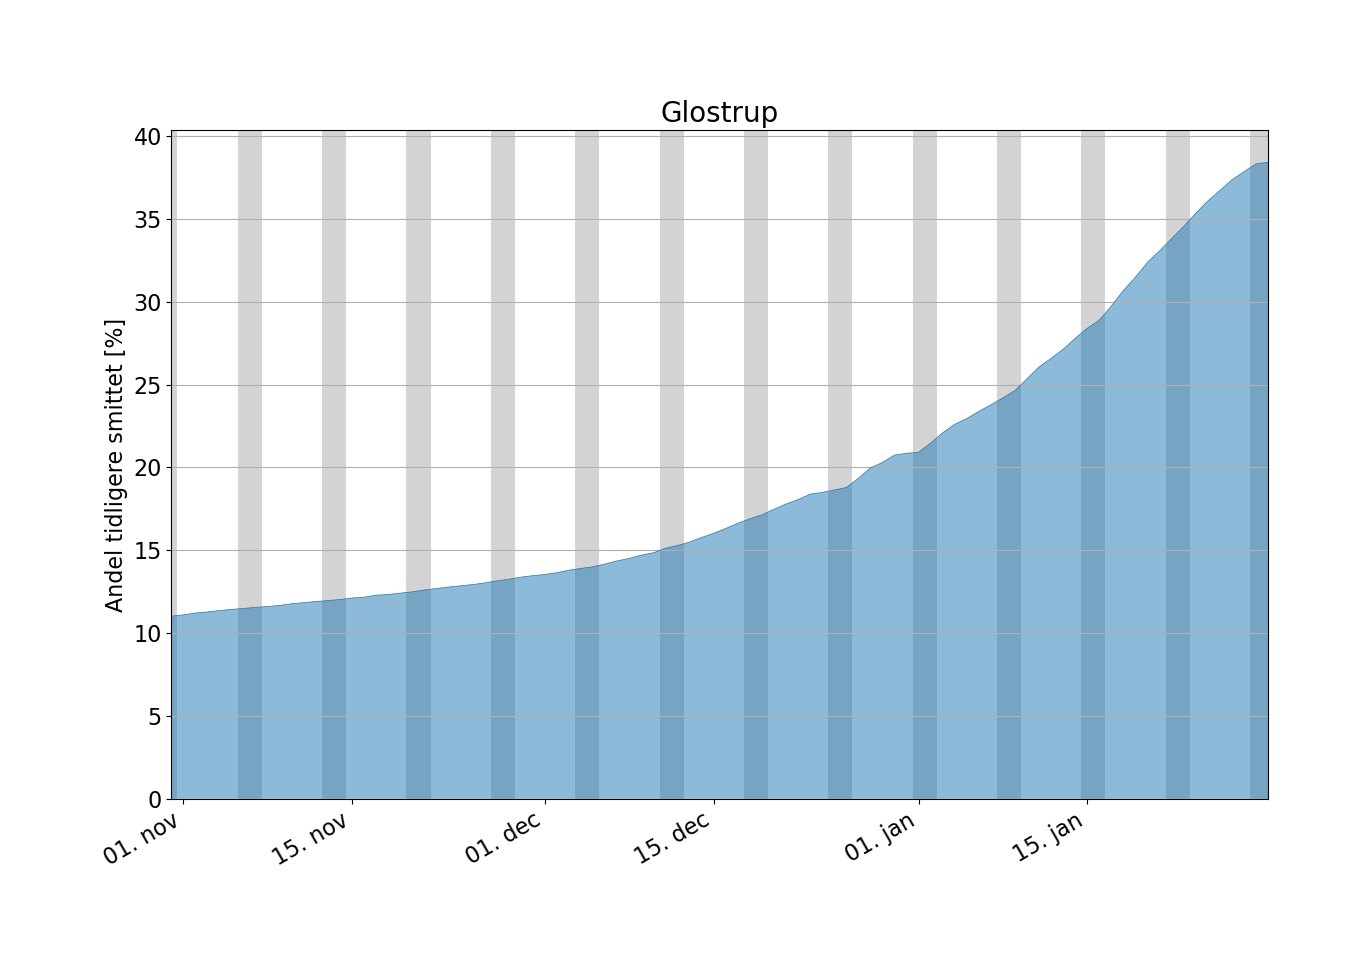 Glostrup
Andel tidligere smittet [%]
40
35
30
25
20
15
10
5
0
01. nov
15. nov
01. dec
15. dec
01. jan
15. jan